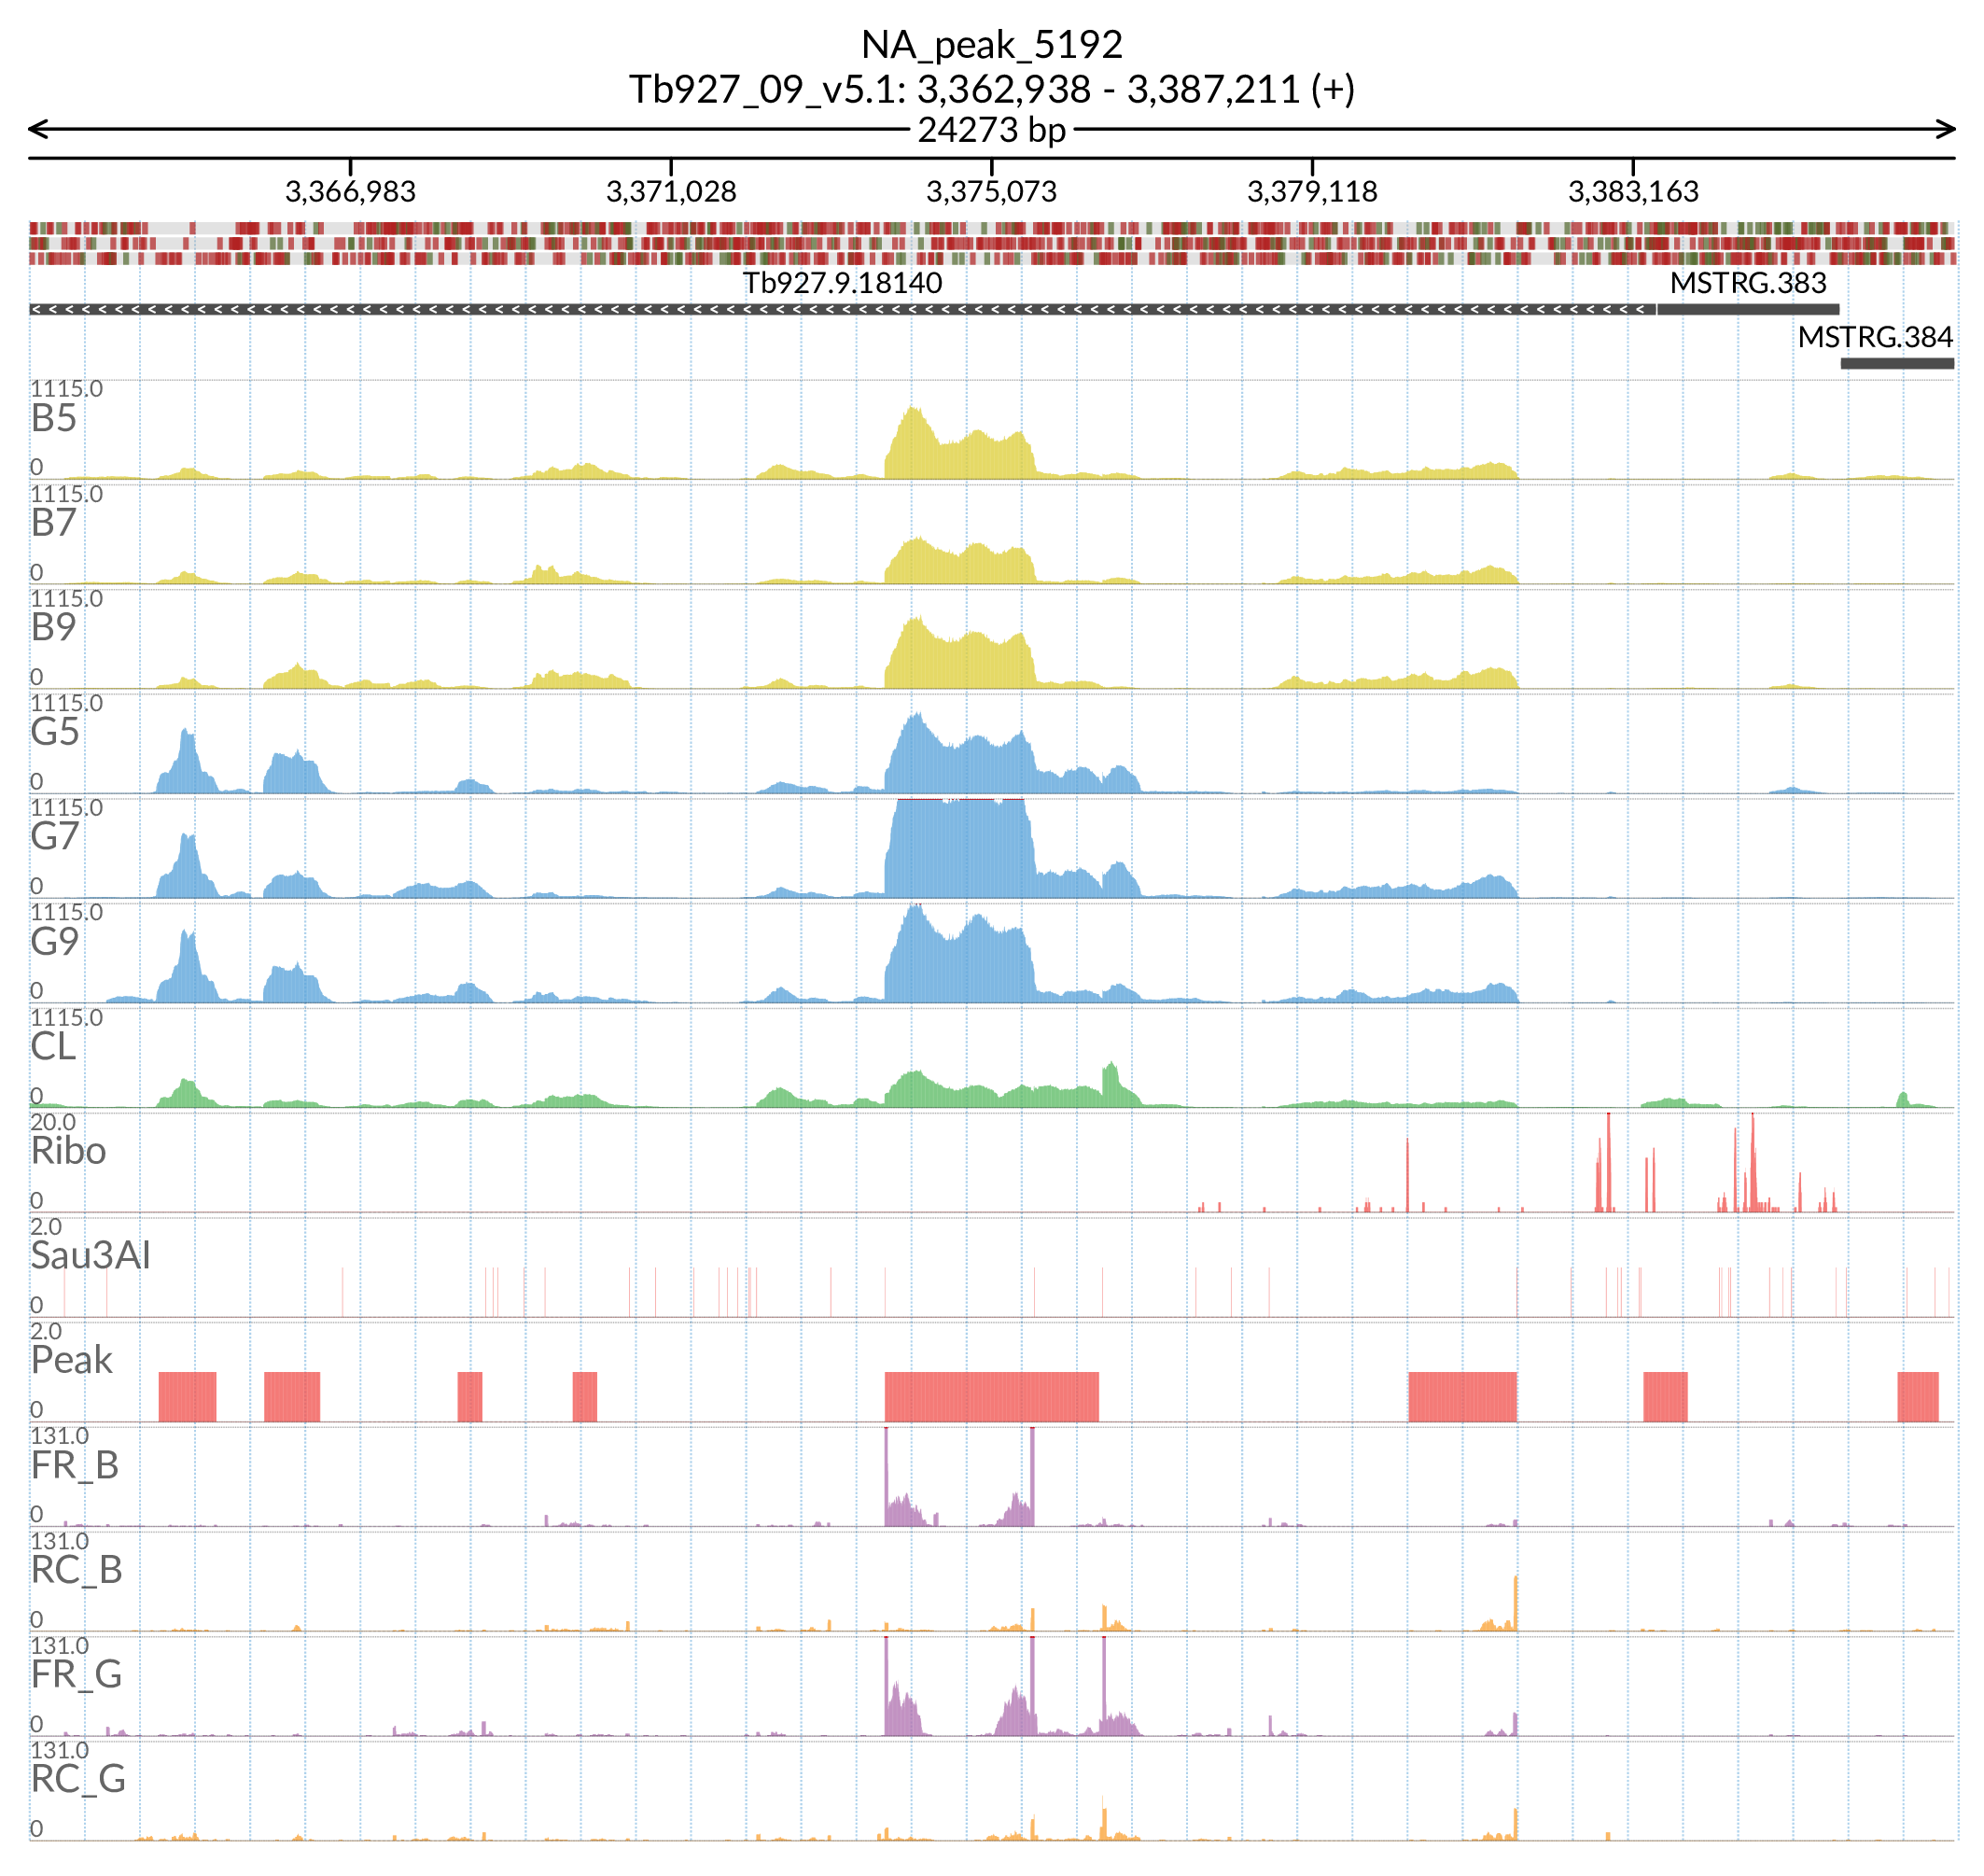 NA_peak_5192
Tb927_09_v5.1: 3,362,938 - 3,387,211 (+)
24273 bp
3,366,983 3,371,028 3,375,073 3,379,118 3,383,163
Tb927.9.18140 MSTRG.383
MSTRG.384
1115.0
B5
0
1115.0
B7
0
1115.0
B9
0
1115.0
G5
0
1115.0
G7
0
1115.0
G9
0
1115.0
CL
0
20.0
Ribo
0
2.0
Sau3AI
0
2.0
Peak
0
131.0
FR_B
0
131.0
RC_B
0
131.0
FR_G
0
131.0
RC_G
0